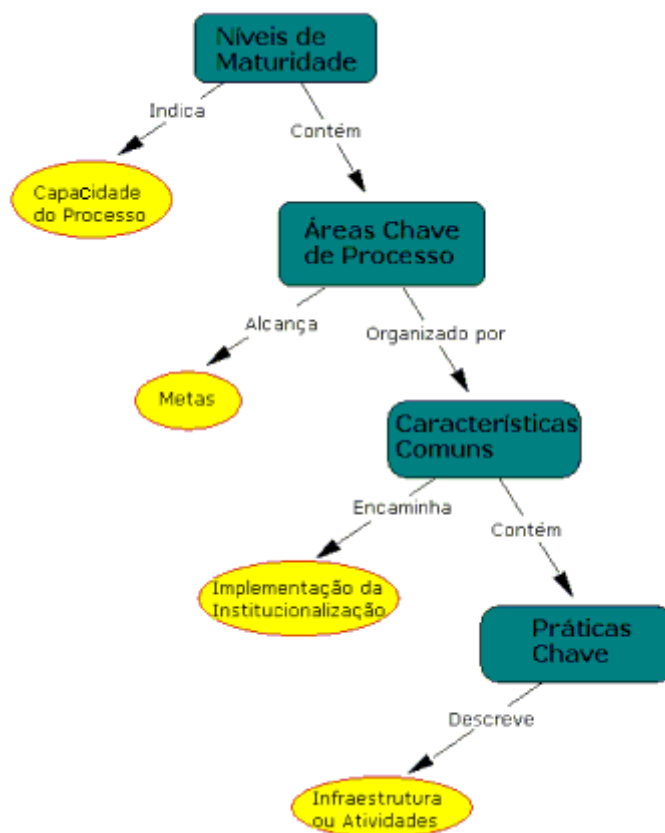 Níveis de
Maturidade
Indica
Contém
Capacidade
do Processo
Áreas Chave
de Processo
Alcança
Organizado por
Metas
Características
Comuns
Encaminha
Contém
Implementação da
Institucionalização
Práticas
Chave
Descreve
Infraestrutura
ou Atividades